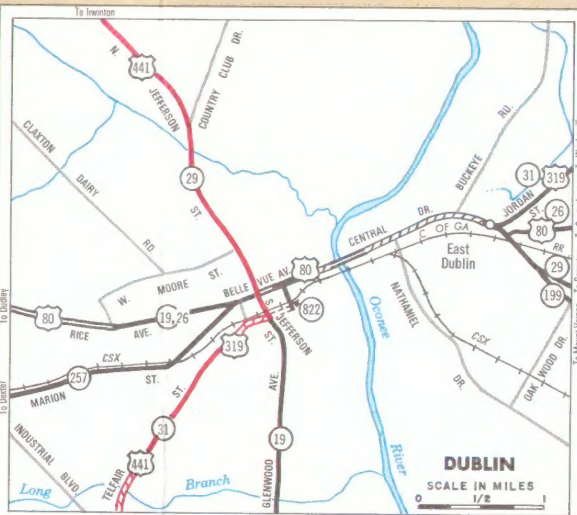 To Irwinton
N. JEFFERSON ST.
441
COUNTRY CLUB DR.
CLAXTON DAIRY RD.
29
BUCKEYE RD.
31
319
JORDAN ST.
26
80
CENTRAL DR.
C. OF GA.
RR
East
Dublin
29
199
W. MOORE ST.
BELLE VUE AV.
80
822
To Dudley
80
RICE AVE.
19,26
S. JEFFERSON ST.
319
Oconee River
NATHANIEL DR.
CSX
OAKWOOD DR.
CSX
257
MARION ST.
To Dexter
31
TELFAIR ST.
441
GLENWOOD AVE.
19
INDUSTRIAL BLVD
Long Branch
DUBLIN
SCALE IN MILES
0 1/2 1